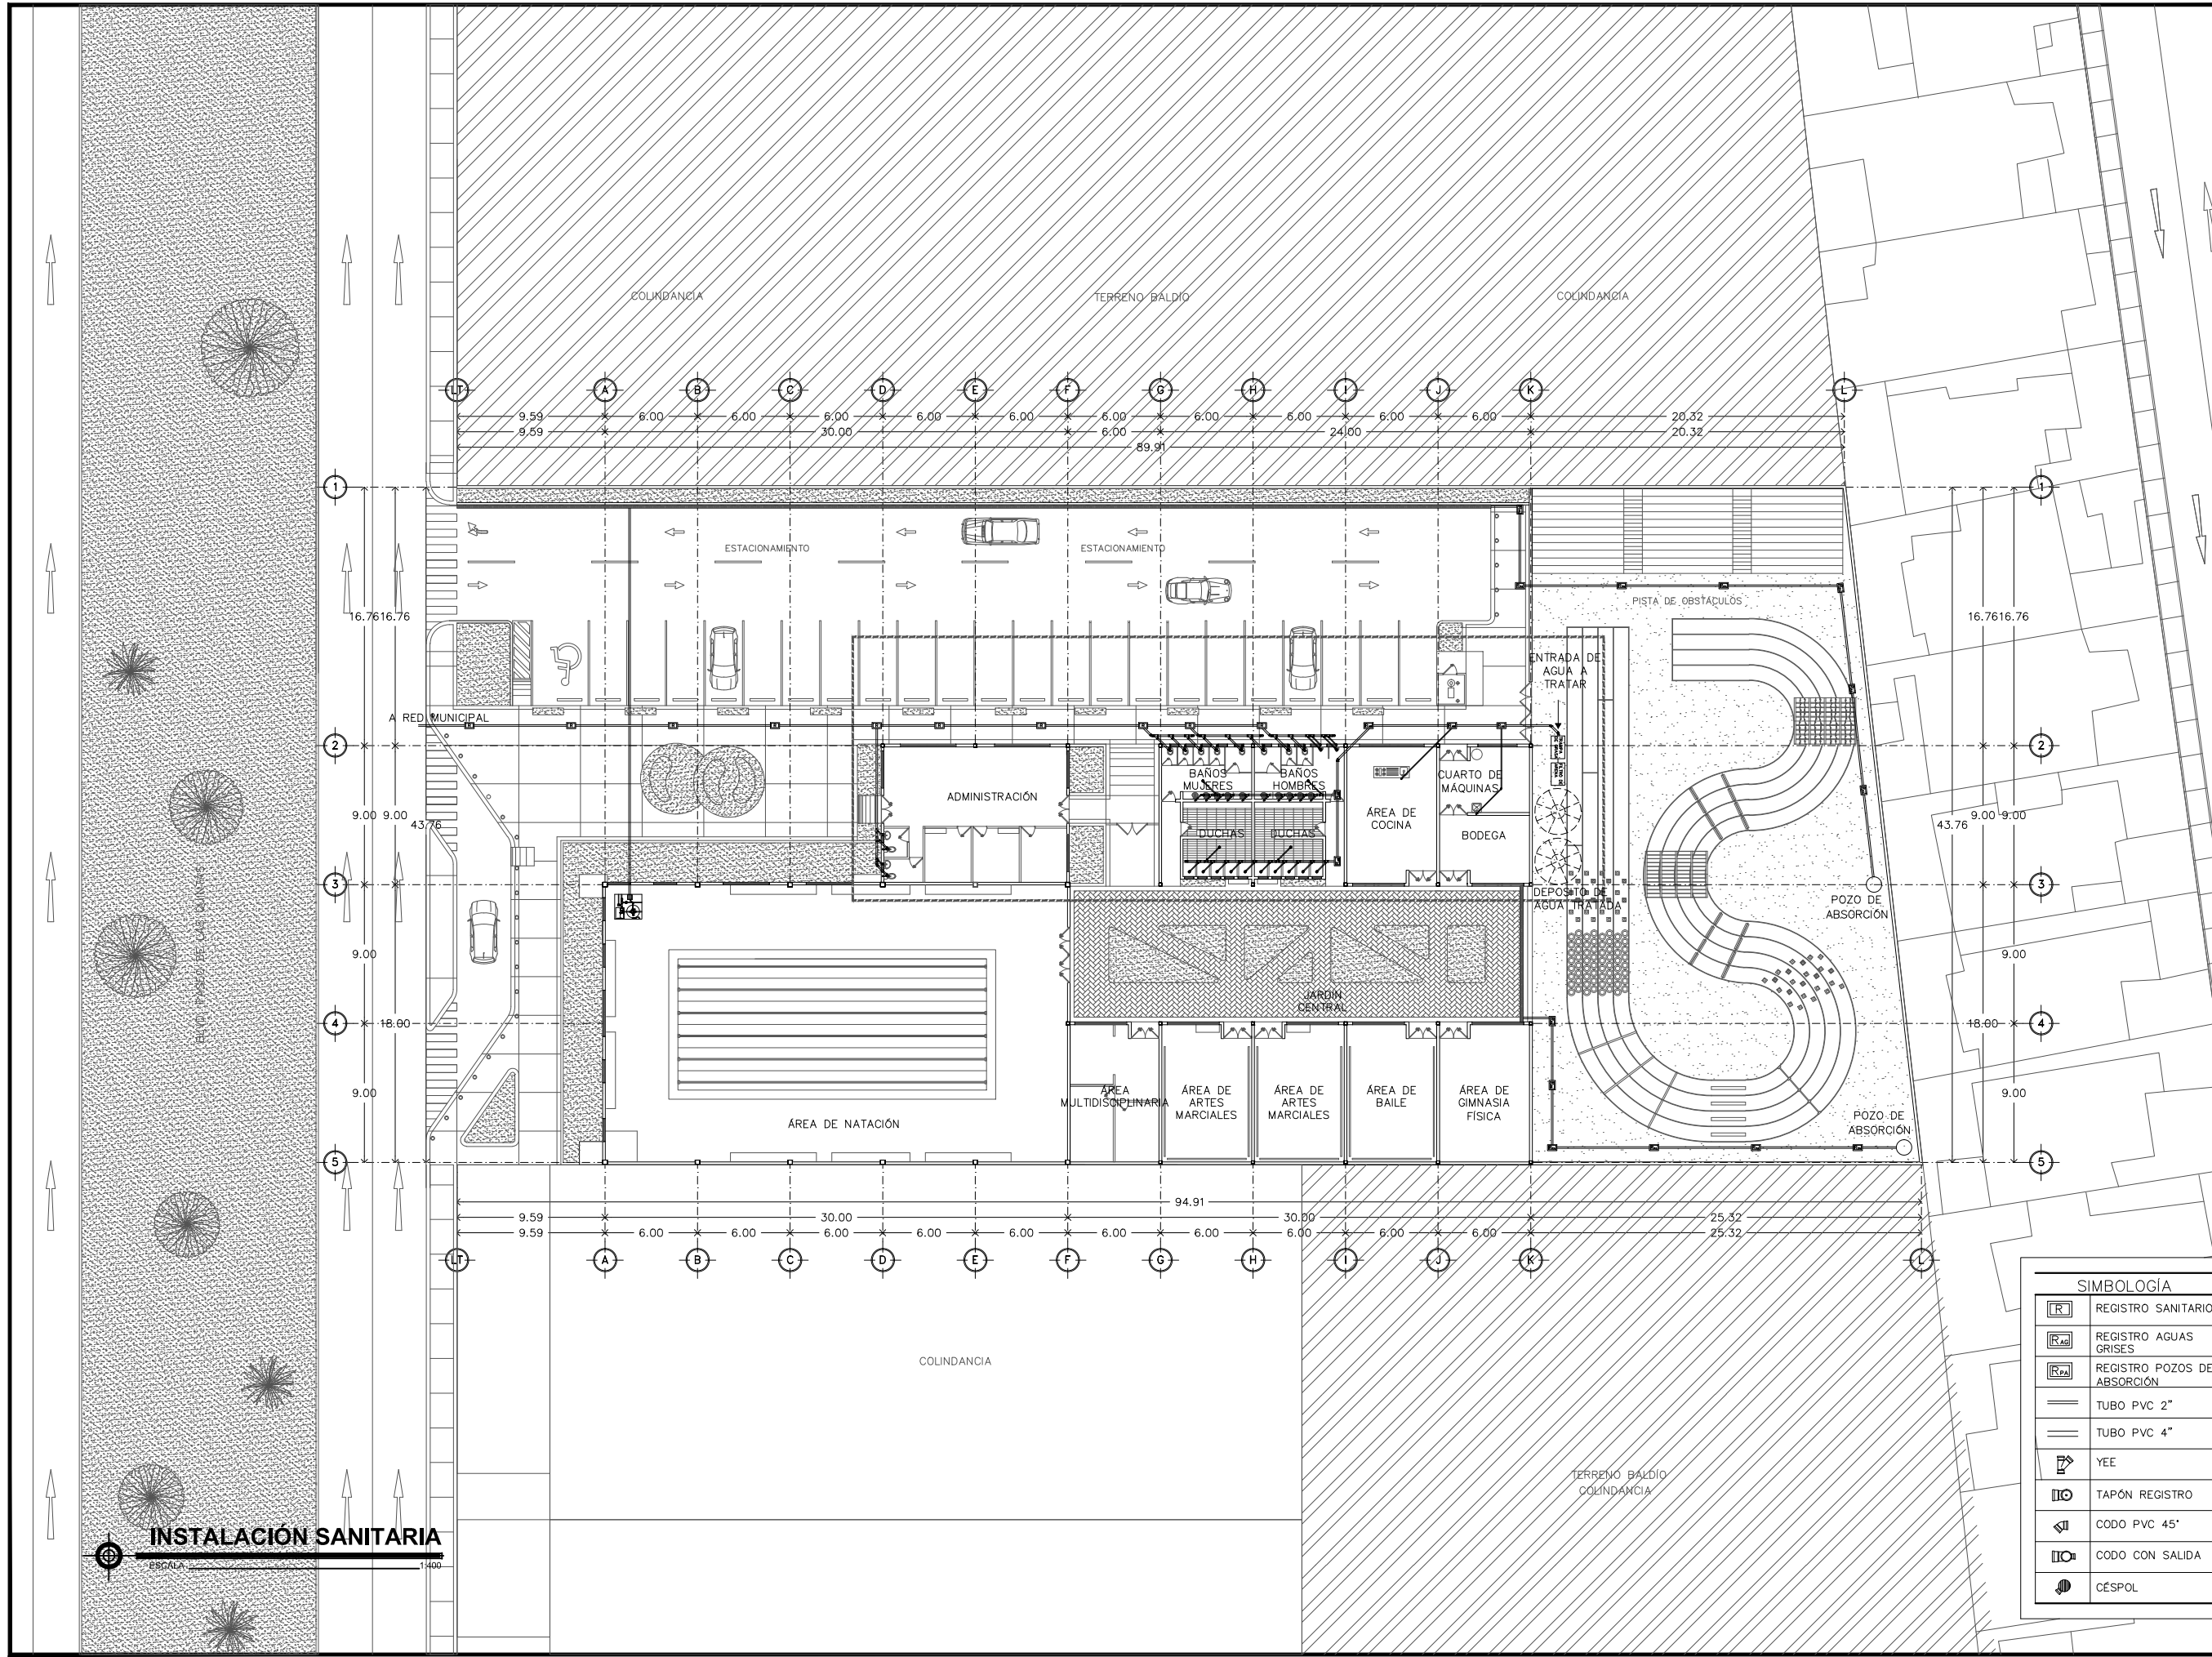 COLINDANCIA
TERRENO BALDÍO
COLINDANCIA
LT
A
B
C
D
E
F
G
H
I
J
K
L
9.59
6.00
6.00
6.00
6.00
6.00
6.00
6.00
6.00
6.00
6.00
20.32
9.59
30.00
6.00
24.00
20.32
89.91
1
1
ESTACIONAMIENTO
ESTACIONAMIENTO
PISTA DE OBSTÁCULOS
16.76
16.76
16.76
16.76
ENTRADA DE
AGUA A
TRATAR
A RED MUNICIPAL
2
2
BAÑOS
MUJERES
BAÑOS
HOMBRES
CUARTO DE
MÁQUINAS
ADMINISTRACIÓN
ÁREA DE
COCINA
9.00
9.00
43.76
43.76
9.00
9.00
DUCHAS
DUCHAS
BODEGA
3
3
DEPOSITO DE
AGUA TRATADA
POZO DE
ABSORCIÓN
9.00
9.00
JARDÍN
CENTRAL
4
18.00
18.00
4
9.00
9.00
ÁREA
MULTIDISCIPLINARIA
ÁREA DE
ARTES
MARCIALES
ÁREA DE
ARTES
MARCIALES
ÁREA DE
BAILE
ÁREA DE
GIMNASIA
FÍSICA
ÁREA DE NATACIÓN
POZO DE
ABSORCIÓN
5
5
94.91
9.59
30.00
30.00
25.32
9.59
6.00
6.00
6.00
6.00
6.00
6.00
6.00
6.00
6.00
6.00
25.32
LT
A
B
C
D
E
F
G
H
I
J
K
L
COLINDANCIA
TERRENO BALDÍO
COLINDANCIA
INSTALACIÓN SANITARIA
ESCALA
1:400
SIMBOLOGÍA
R
REGISTRO SANITARIO
RAG
REGISTRO AGUAS
GRISES
RPA
REGISTRO POZOS DE
ABSORCIÓN
TUBO PVC 2"
TUBO PVC 4"
YEE
TAPÓN REGISTRO
CODO PVC 45°
CODO CON SALIDA
CÉSPOL